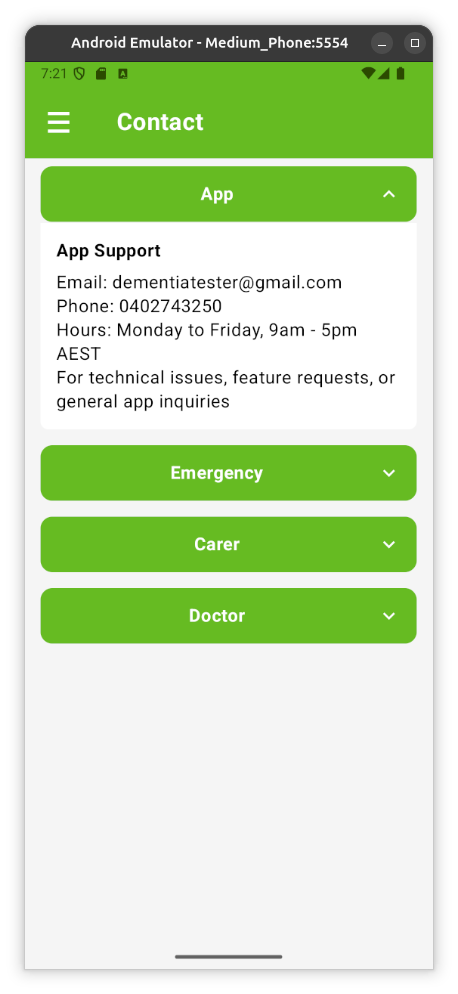 Android Emulator - Medium_Phone:5554
7:21
Contact
App
App Support
Email: dementiatester@gmail.com
Phone: 0402743250
Hours: Monday to Friday, 9am - 5pm
AEST
For technical issues, feature requests, or
general app inquiries
Emergency
Carer
Doctor